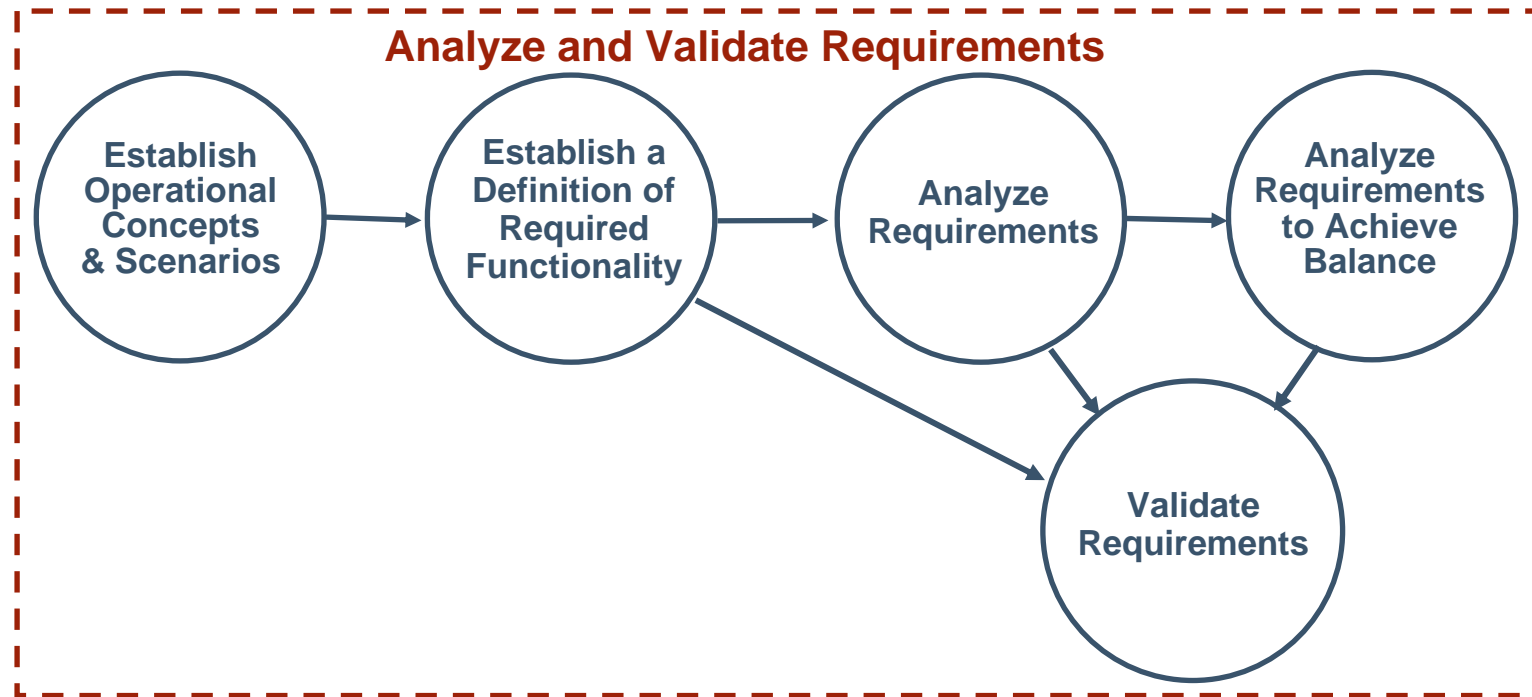 Analyze and Validate Requirements
Establish
Operational
Concepts
& Scenarios
Establish a
Definition of
Required
Functionality
Analyze
Requirements
Analyze
Requirements
to Achieve
Balance
Validate
Requirements